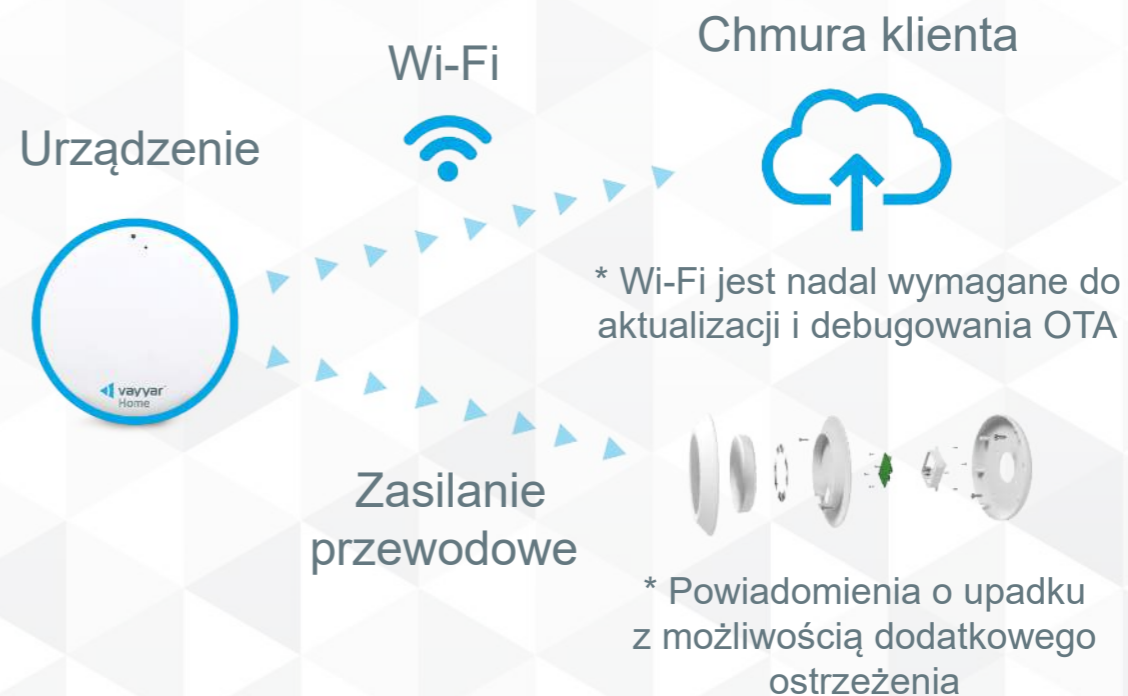 Chmura klienta
Wi-Fi
Urządzenie
* Wi-Fi jest nadal wymagane do
aktualizacji i debugowania OTA
vayyar
Home
Zasilanie
przewodowe
* Powiadomienia o upadku
z możliwością dodatkowego
ostrzeżenia